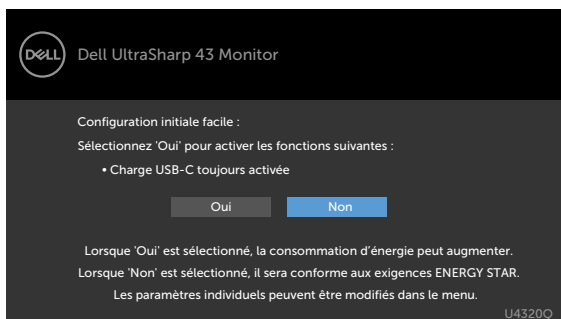 DELL
Dell UltraSharp 43 Monitor
Configuration initiale facile :
Sélectionnez 'Oui' pour activer les fonctions suivantes :
• Charge USB-C toujours activée
Oui Non
Lorsque 'Oui' est sélectionné, la consommation d’énergie peut augmenter.
Lorsque 'Non' est sélectionné, il sera conforme aux exigences ENERGY STAR.
Les paramètres individuels peuvent être modifiés dans le menu.
U4320Q